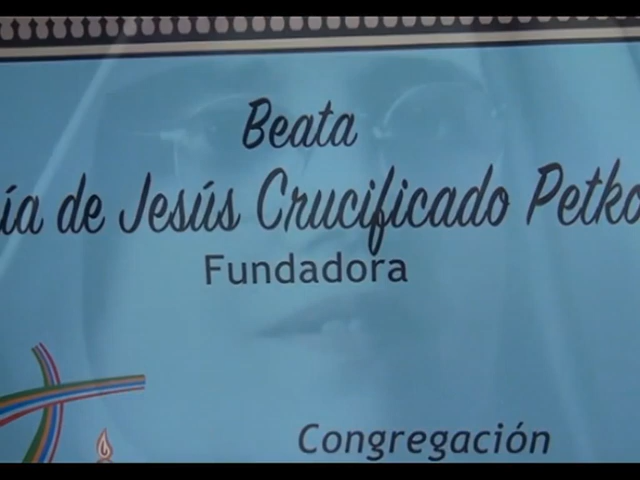 Beata
ía de Jesús Crucificado Petko
Fundadora
Congregación